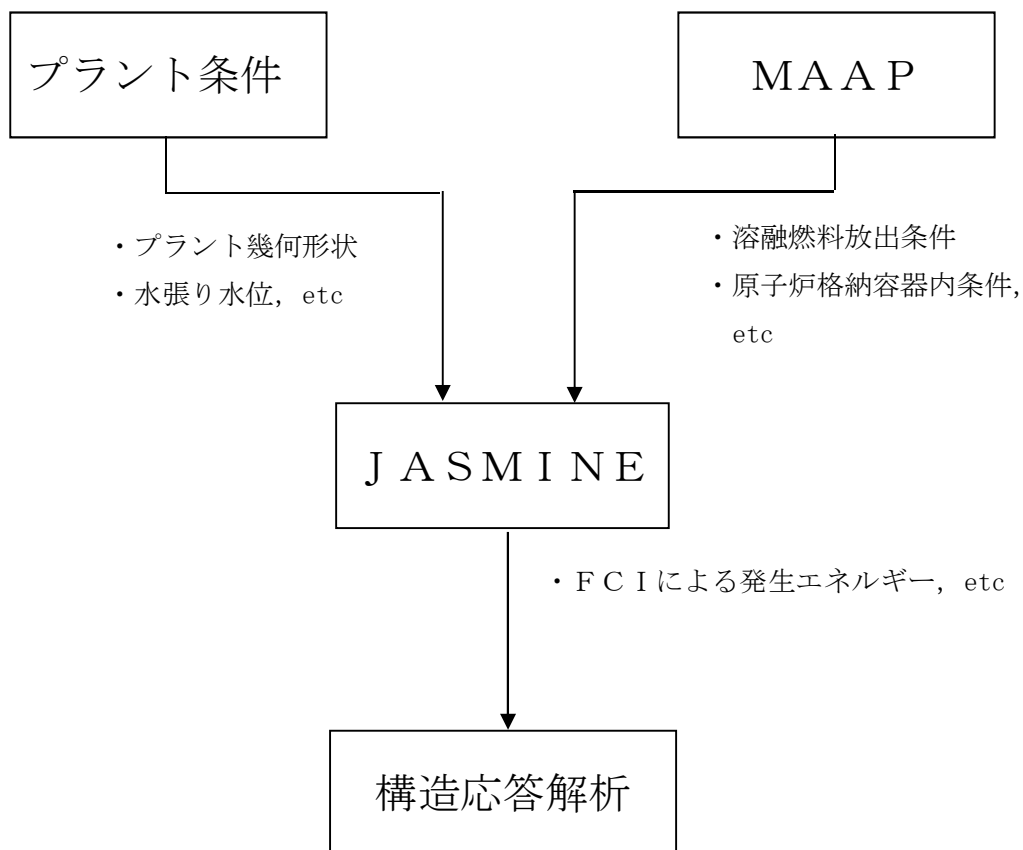 プラント条件
ＭＡＡＰ
・プラント幾何形状
・水張り水位, etc
・溶融燃料放出条件
・原子炉格納容器内条件,
etc
ＪＡＳＭＩＮＥ
・ＦＣＩによる発生エネルギー, etc
構造応答解析